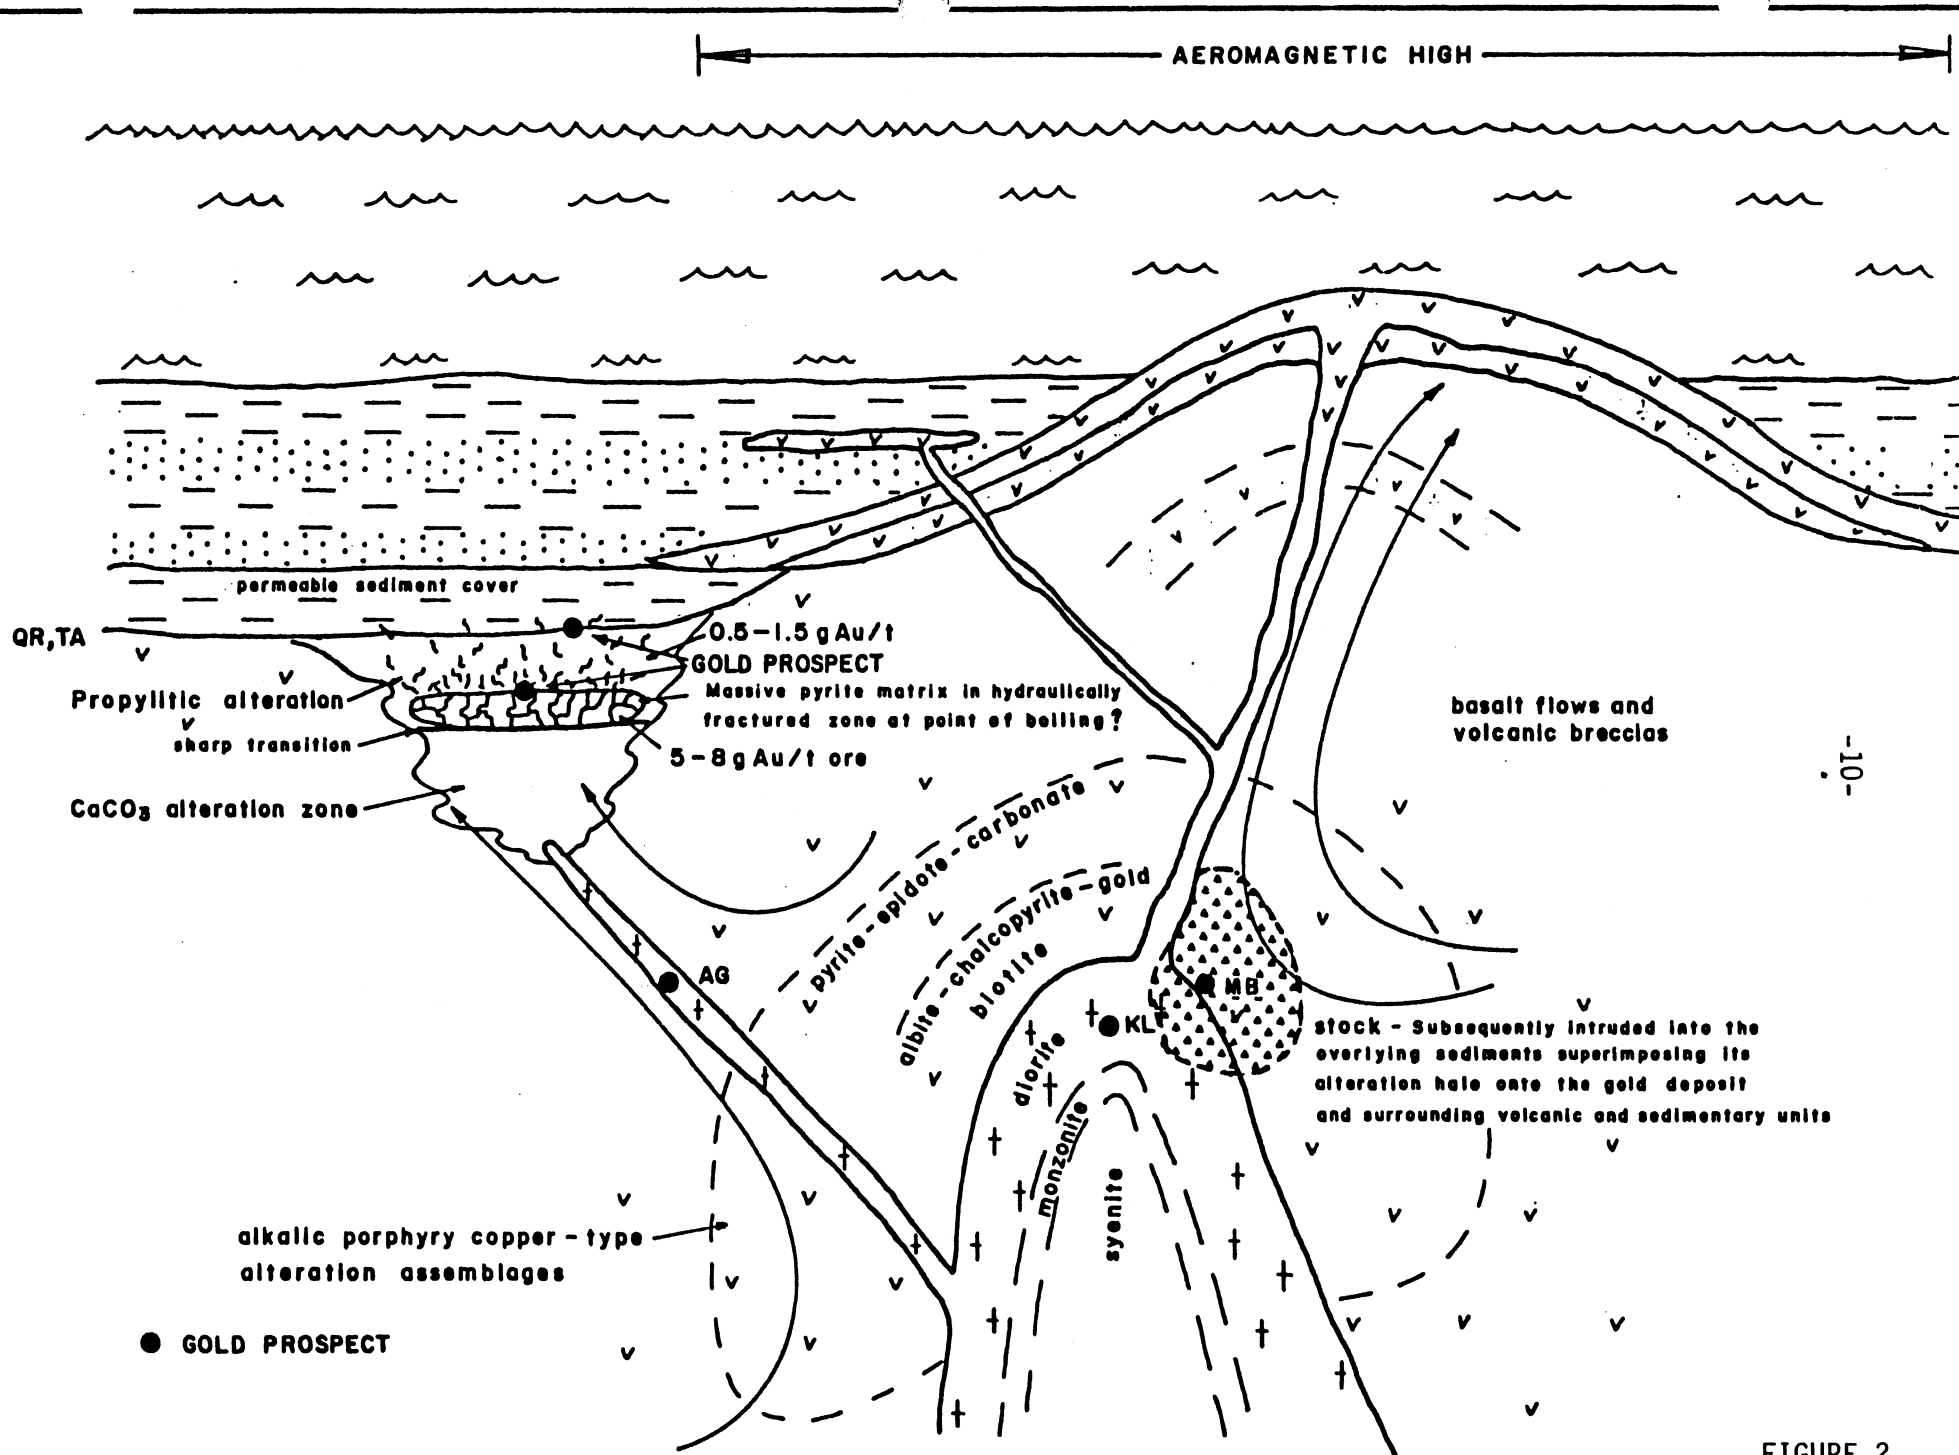 AEROMAGNETIC HIGH
permeable sediment cover
QR,TA
0.5–1.5 g Au/t
GOLD PROSPECT
Propylitic alteration
Massive pyrite matrix in hydraulically
fractured zone at point of boiling?
sharp transition
5–8 g Au/t ore
CaCO3 alteration zone
basalt flows and
volcanic breccias
-10-
pyrite-epidote-carbonate
albite-chalcopyrite-gold
biotite
AG
MB
KL
diorite
monzonite
syenite
stock – Subsequently intruded into the
overlying sediments superimposing its
alteration halo onto the gold deposit
and surrounding volcanic and sedimentary units
alkalic porphyry copper-type
alteration assemblages
GOLD PROSPECT
FIGURE 2